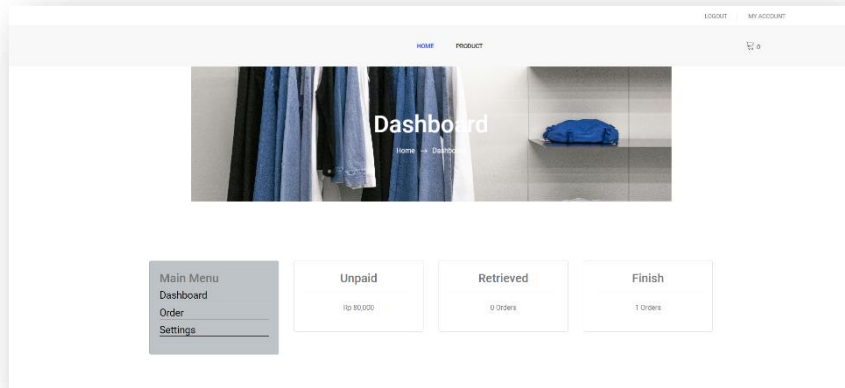 LOGOUT MY ACCOUNT
HOME PRODUCT 0
Dashboard
Home → Dashboard
Main Menu
Dashboard
Order
Settings
Unpaid
Rp 80,000
Retrieved
0 Orders
Finish
1 Orders